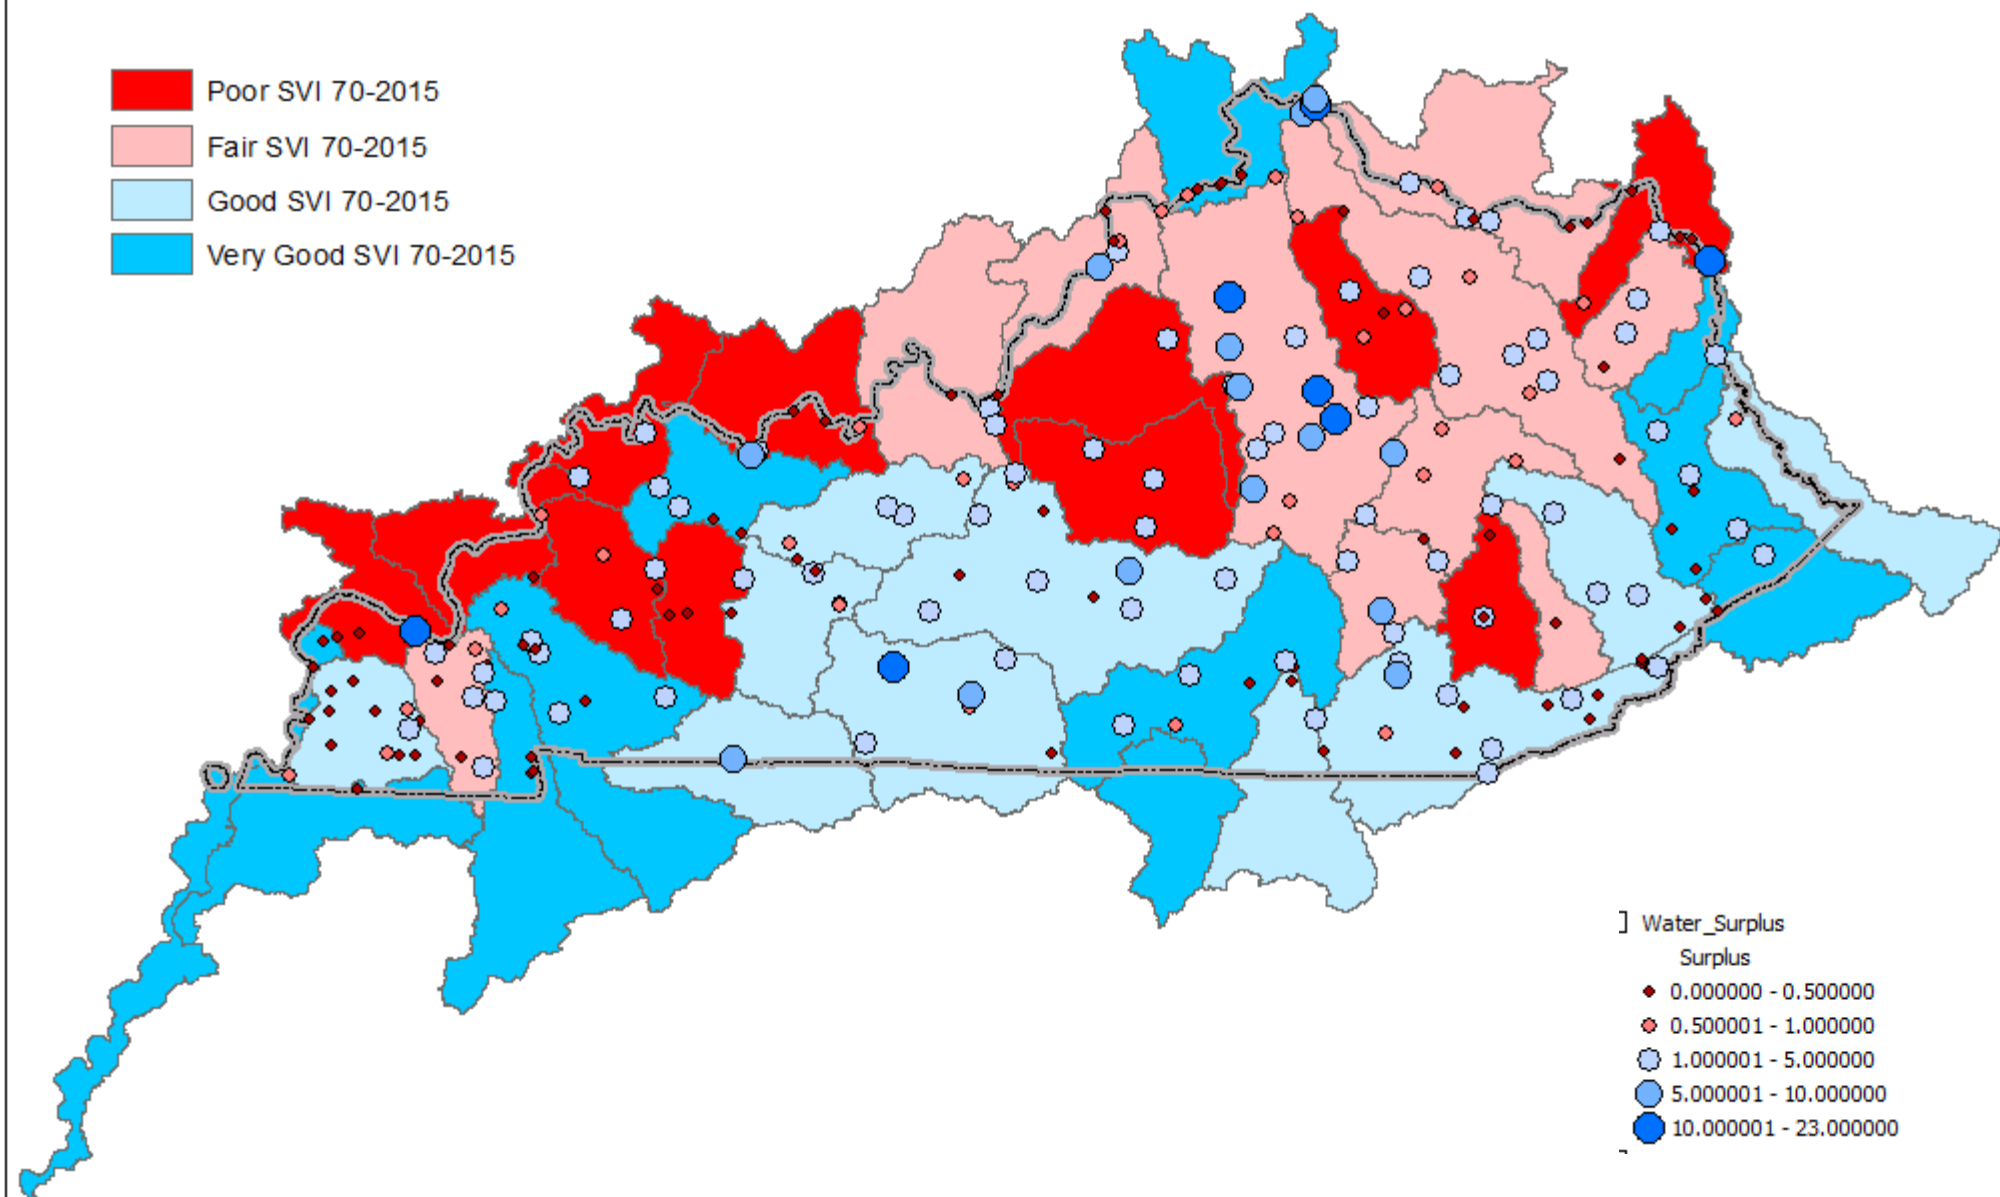 Poor SVI 70-2015
Fair SVI 70-2015
Good SVI 70-2015
Very Good SVI 70-2015
Water_Surplus
Surplus
0.000000 - 0.500000
0.500001 - 1.000000
1.000001 - 5.000000
5.000001 - 10.000000
10.000001 - 23.000000